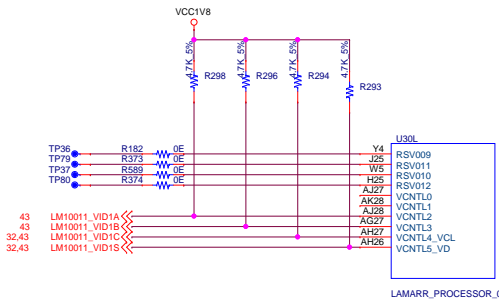 VCC1V8
4.7K 5%
4.7K 5%
4.7K 5%
4.7K 5%
R298
R296
R294
R293
U30L
TP36 R182 0E Y4 RSV009
TP79 R373 0E J25 RSV011
TP37 R589 0E W5 RSV010
TP80 R374 0E H25 RSV012
AJ27 VCNTL0
AK28 VCNTL1
43 LM10011_VID1A AJ28 VCNTL2
43 LM10011_VID1B AG27 VCNTL3
32,43 LM10011_VID1C AH27 VCNTL4_VCL
32,43 LM10011_VID1S AH26 VCNTL5_VD